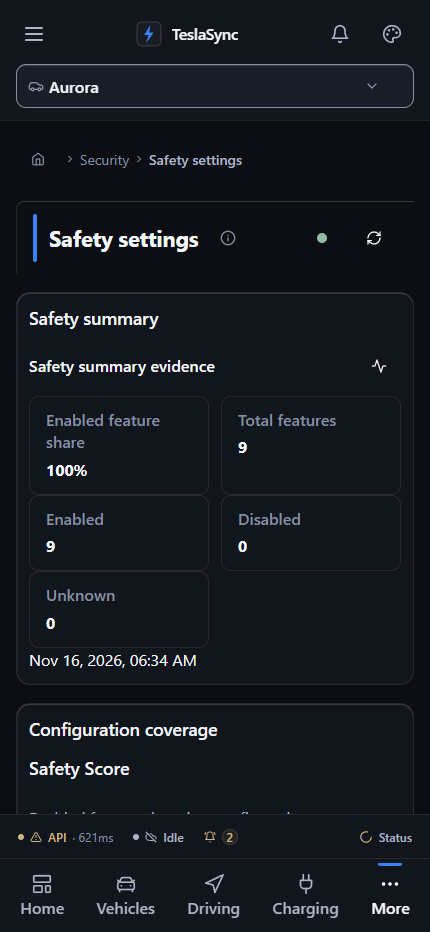 TeslaSync
Aurora
Security
Safety settings
Safety settings
Safety summary
Safety summary evidence
Enabled feature share
100%
Total features
9
Enabled
9
Disabled
0
Unknown
0
Nov 16, 2026, 06:34 AM
Configuration coverage
Safety Score
API · 621ms
Idle
2
Status
Home
Vehicles
Driving
Charging
More